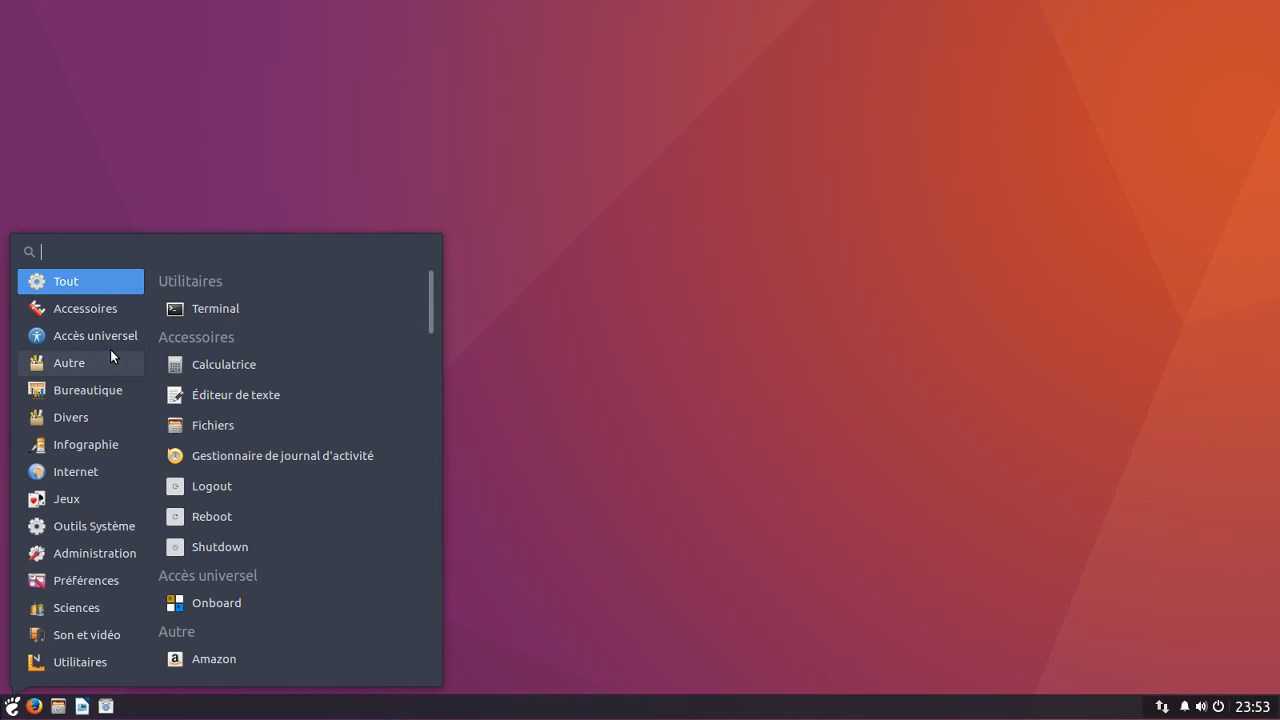 Tout
Accessoires
Accès universel
Autre
Bureautique
Divers
Infographie
Internet
Jeux
Outils Système
Administration
Préférences
Sciences
Son et vidéo
Utilitaires
Utilitaires
Terminal
Accessoires
Calculatrice
Éditeur de texte
Fichiers
Gestionnaire de journal d'activité
Logout
Reboot
Shutdown
Accès universel
Onboard
Autre
Amazon
23:53